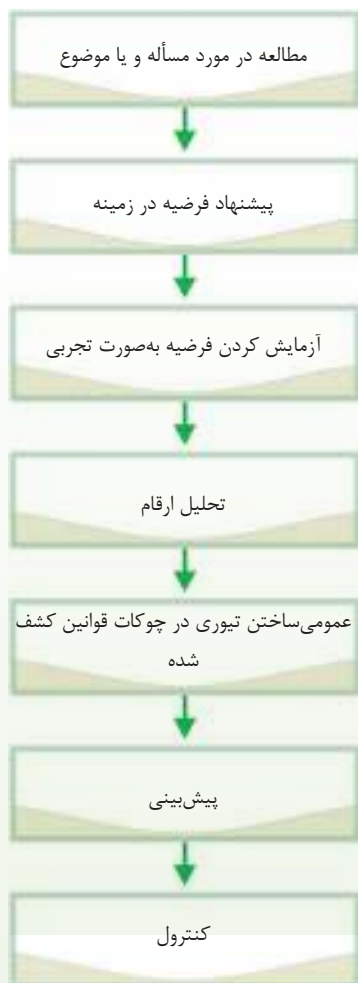 مطالعه در مورد مسأله و یا موضوع
پیشنهاد فرضیه در زمینه
آزمایش کردن فرضیه به‌صورت تجربی
تحلیل ارقام
عمومی‌ساختن تیوری در چوکات قوانین کشف
شده
پیش‌بینی
کنترول